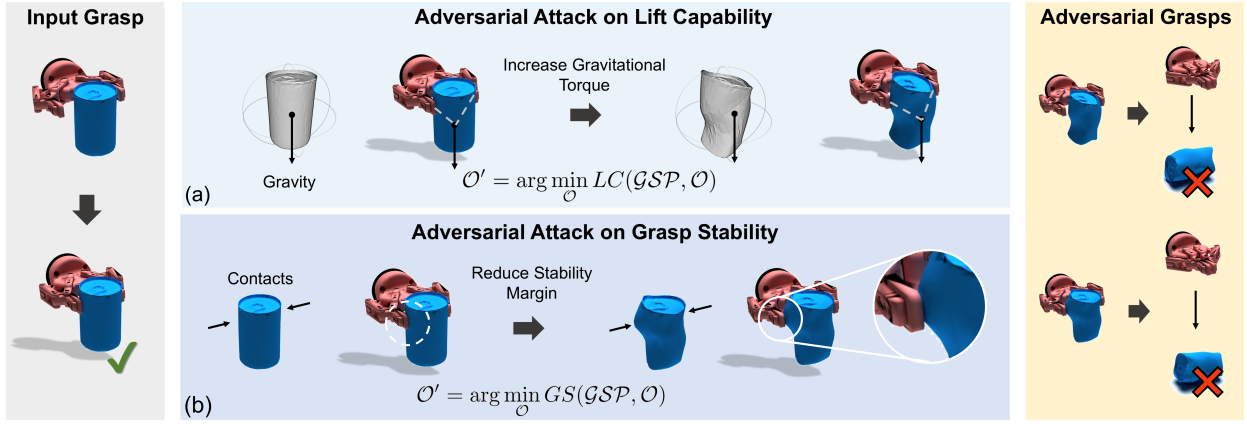 Input Grasp
Adversarial Attack on Lift Capability
Increase Gravitational
Torque
Gravity
𝒪′ = arg min LC(𝒢𝒮𝒫, 𝒪)
𝒪
(a)
Adversarial Attack on Grasp Stability
Contacts
Reduce Stability
Margin
𝒪′ = arg min GS(𝒢𝒮𝒫, 𝒪)
𝒪
(b)
Adversarial Grasps